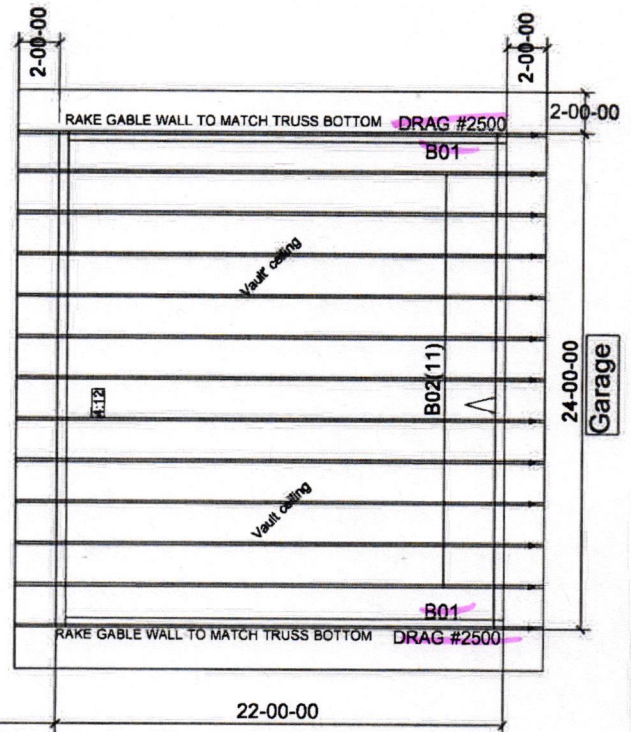 2-00-00
2-00-00
2-00-00
RAKE GABLE WALL TO MATCH TRUSS BOTTOM DRAG #2500
B01
Vault ceiling
B02(11)
24-00-00
Garage
4:12
Vault ceiling
B01
RAKE GABLE WALL TO MATCH TRUSS BOTTOM DRAG #2500
22-00-00